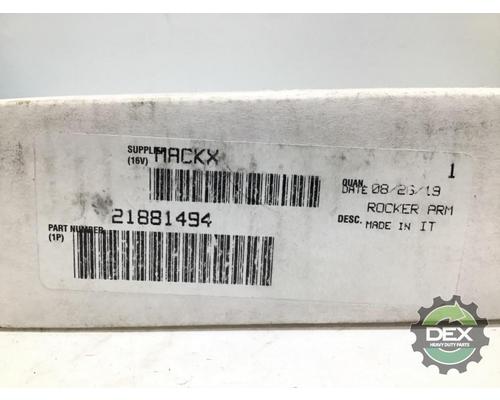 SUPPLIER
(16V)
MACKX
1
QUAN.
DATE 08/26/19
21881494
ROCKER ARM
PART NUMBER
(1P)
DESC. MADE IN IT
DEX
HEAVY DUTY PARTS